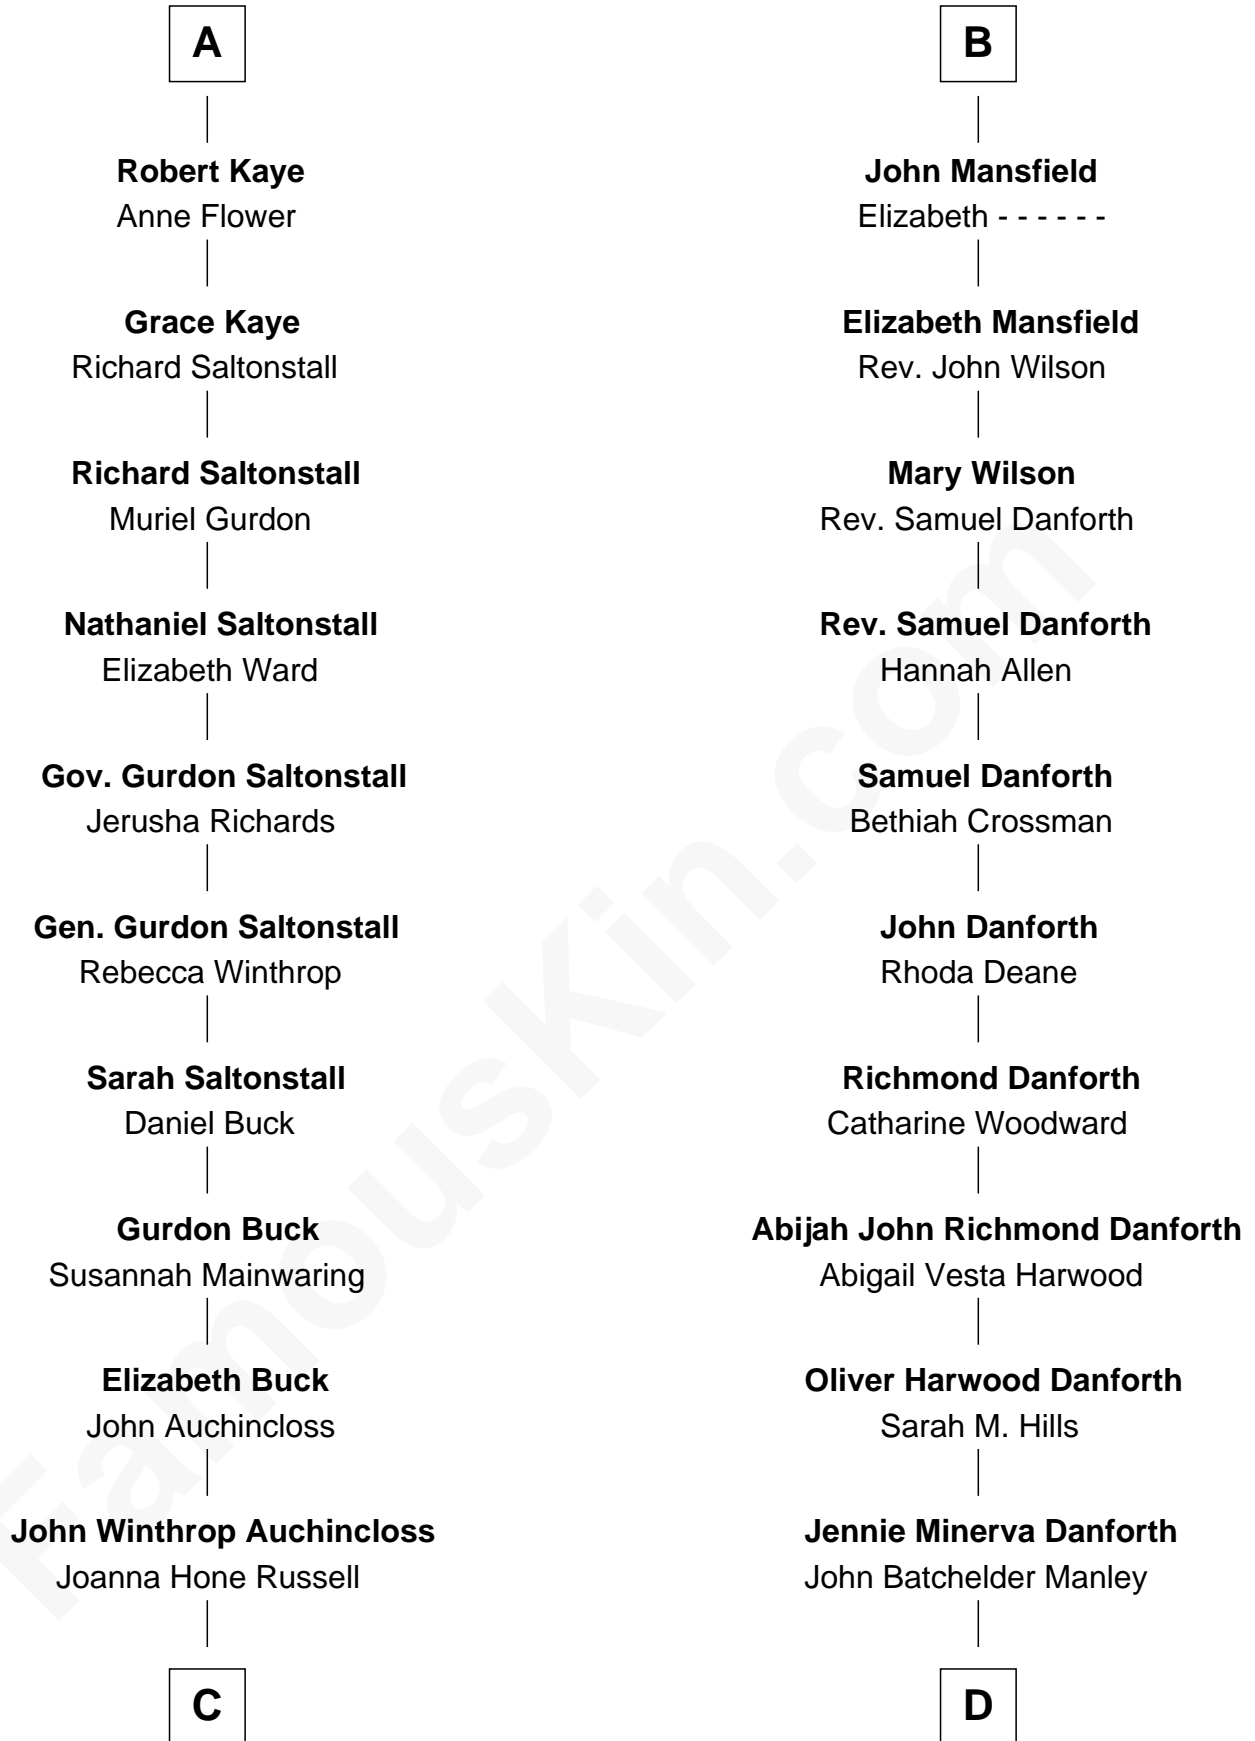 A
Robert Kaye
Anne Flower
Grace Kaye
Richard Saltonstall
Richard Saltonstall
Muriel Gurdon
Nathaniel Saltonstall
Elizabeth Ward
Gov. Gurdon Saltonstall
Jerusha Richards
Gen. Gurdon Saltonstall
Rebecca Winthrop
Sarah Saltonstall
Daniel Buck
Gurdon Buck
Susannah Mainwaring
Elizabeth Buck
John Auchincloss
John Winthrop Auchincloss
Joanna Hone Russell
C
B
John Mansfield
Elizabeth - - - - - -
Elizabeth Mansfield
Rev. John Wilson
Mary Wilson
Rev. Samuel Danforth
Rev. Samuel Danforth
Hannah Allen
Samuel Danforth
Bethiah Crossman
John Danforth
Rhoda Deane
Richmond Danforth
Catharine Woodward
Abijah John Richmond Danforth
Abigail Vesta Harwood
Oliver Harwood Danforth
Sarah M. Hills
Jennie Minerva Danforth
John Batchelder Manley
D
FamousKin.com